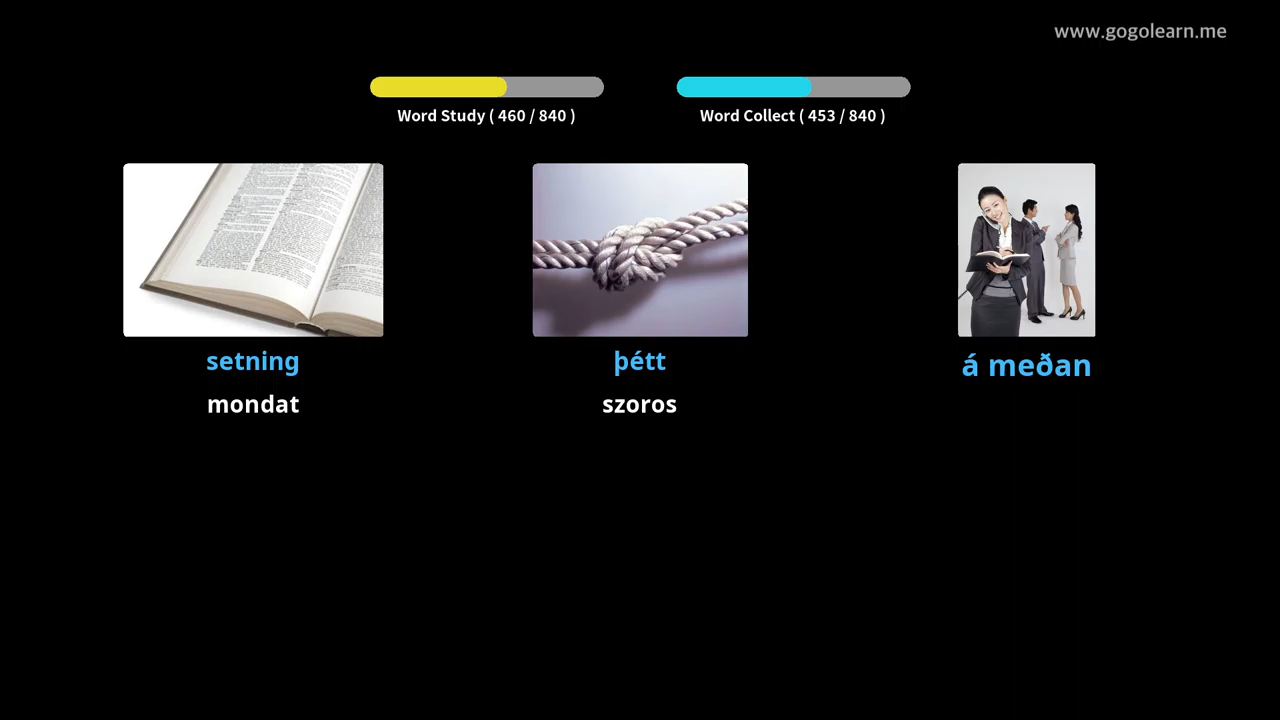 www.gogolearn.me
Word Study ( 460 / 840 )
Word Collect ( 453 / 840 )
setning
þétt
á meðan
mondat
szoros